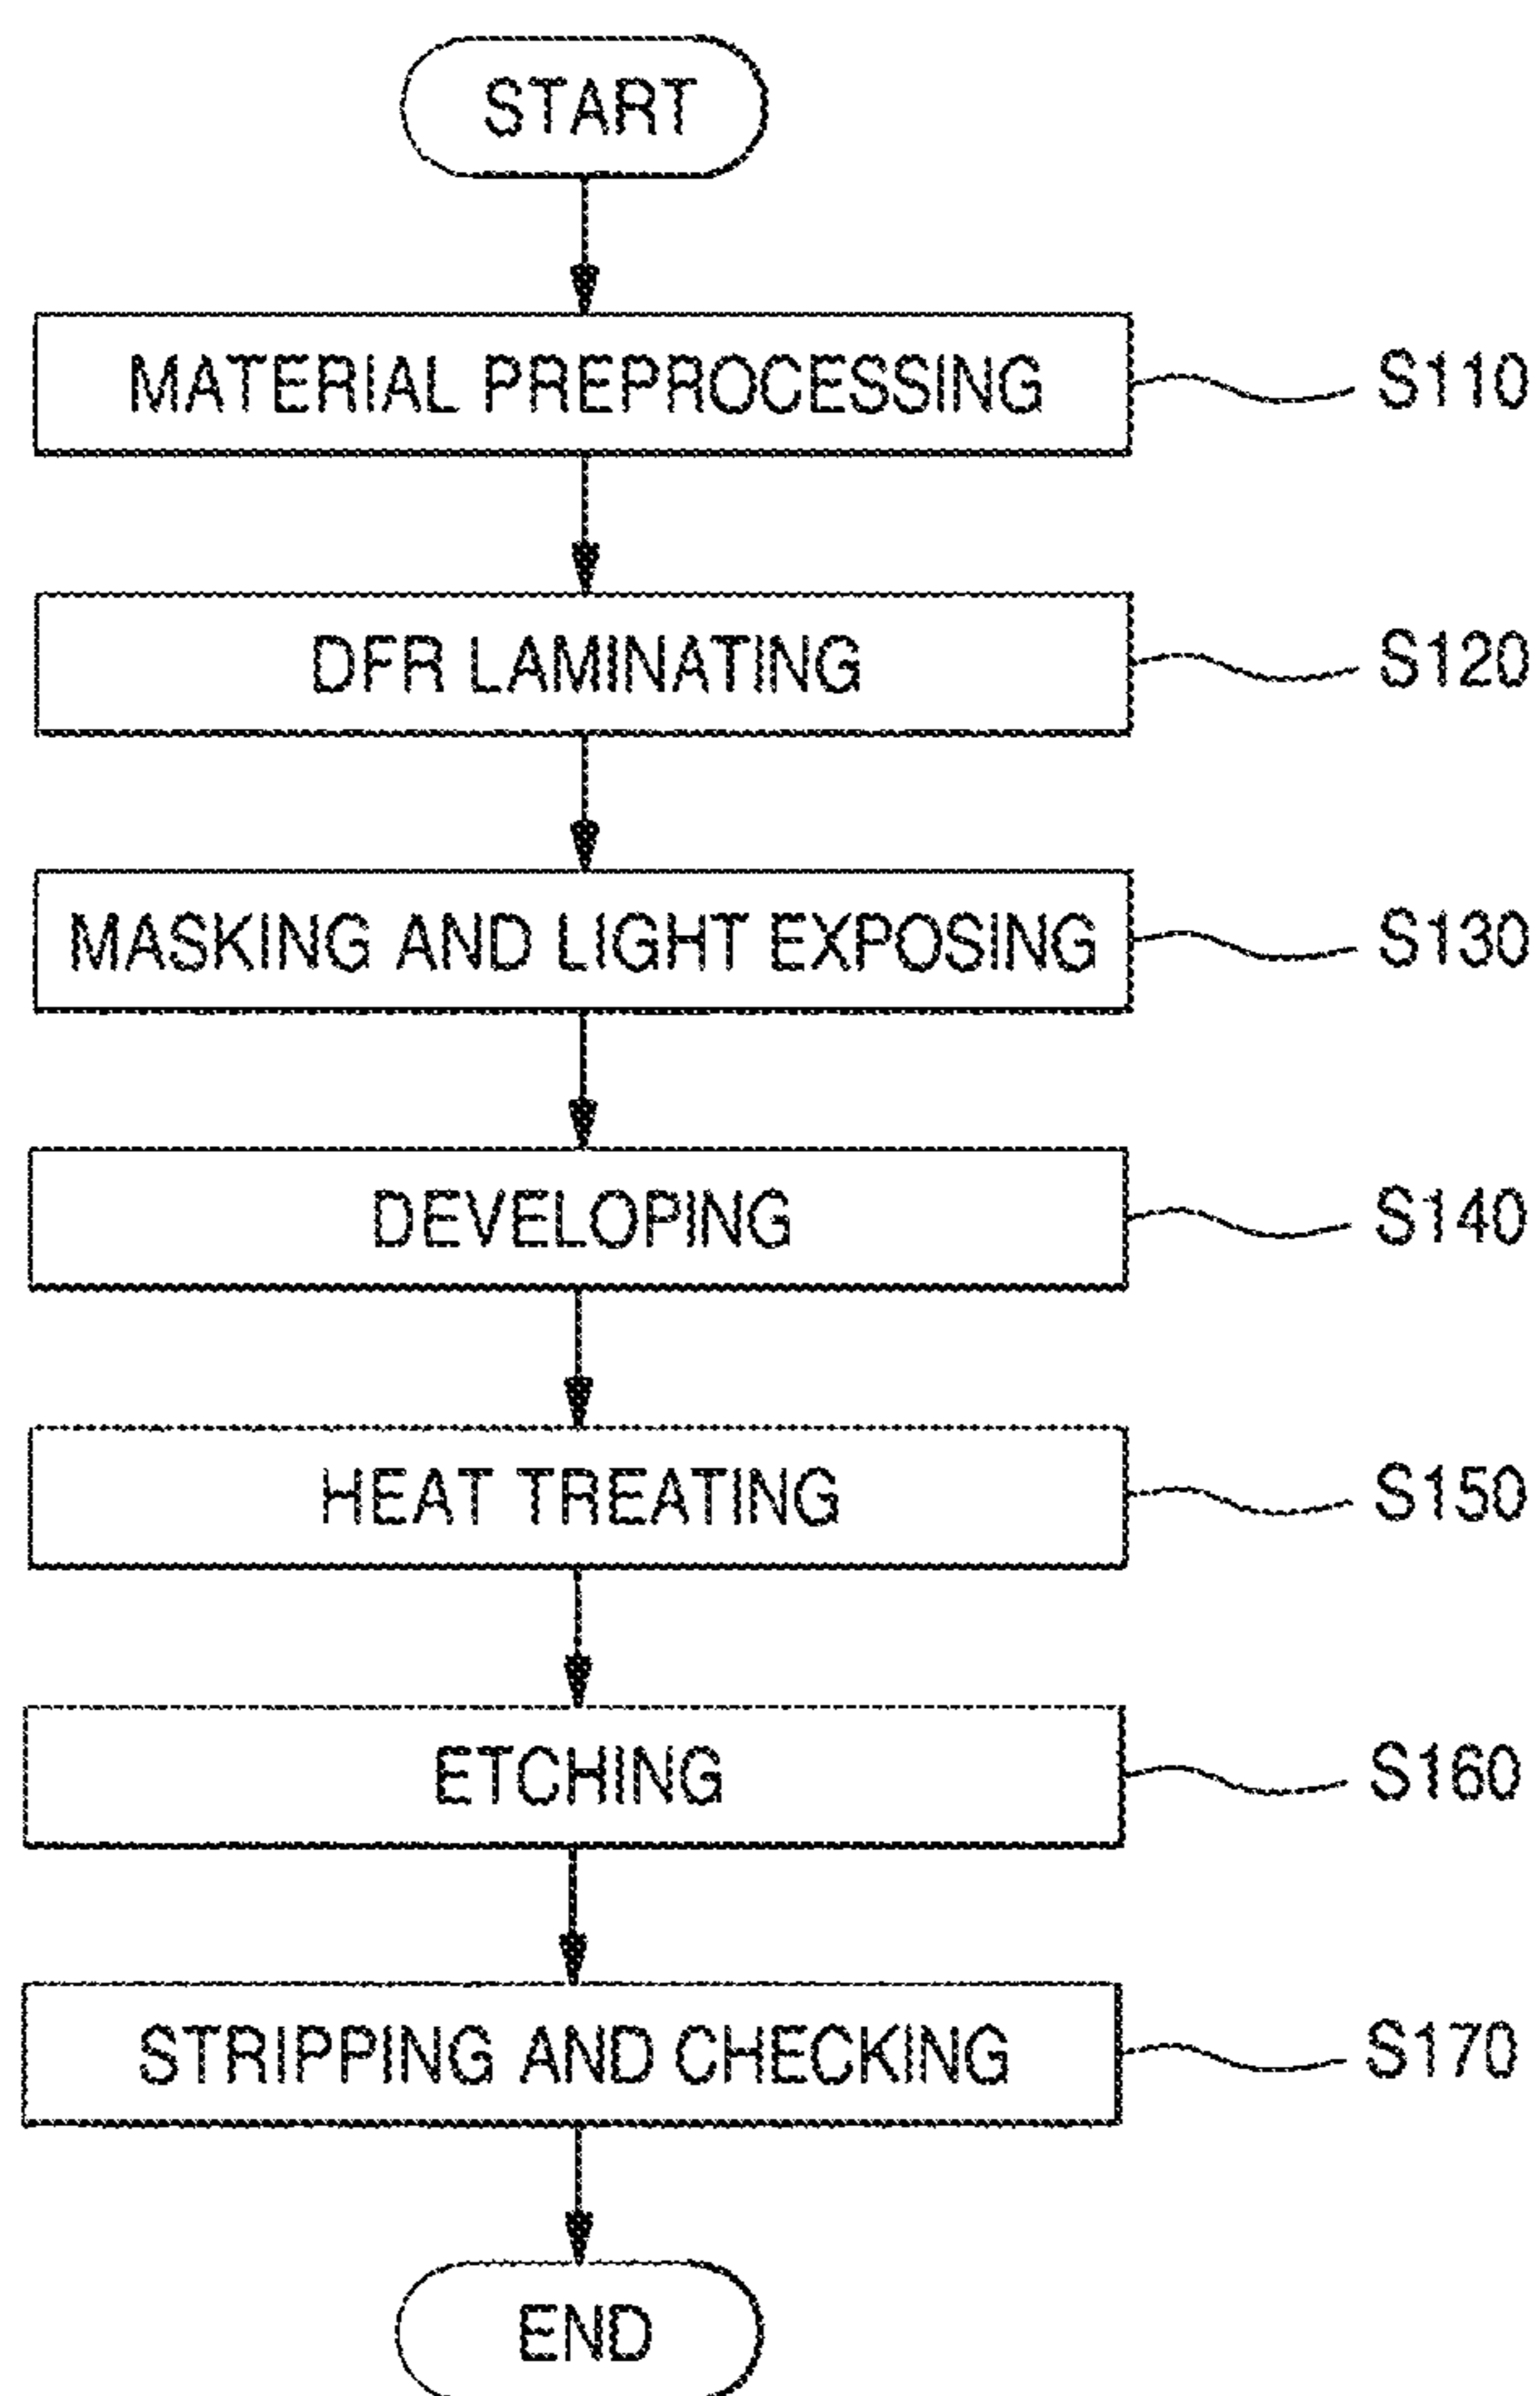 START
MATERIAL PREPROCESSING
S110
DFR LAMINATING
S120
MASKING AND LIGHT EXPOSING
S130
DEVELOPING
S140
HEAT TREATING
S150
ETCHING
S160
STRIPPING AND CHECKING
S170
END